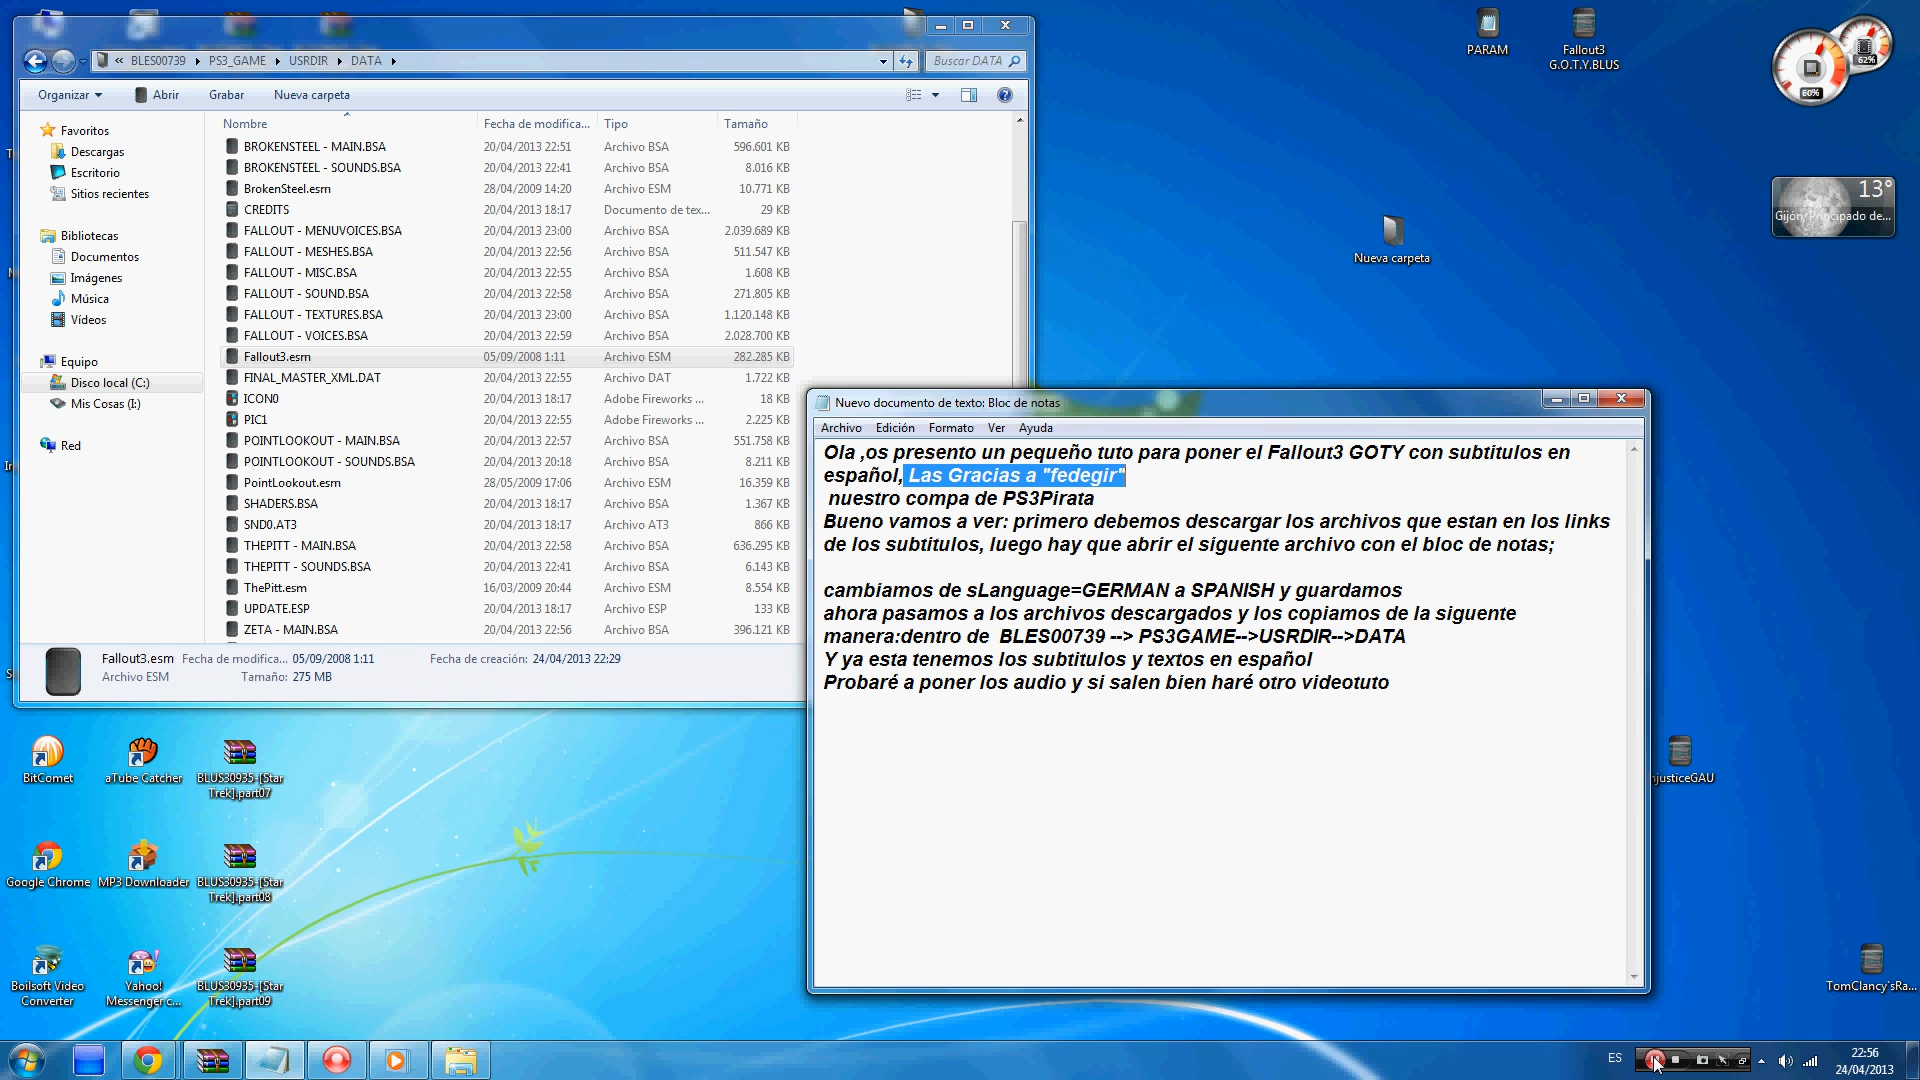 « BLES00739 PS3_GAME USRDIR DATA
Buscar DATA
Organizar Abrir Grabar Nueva carpeta
Favoritos
Descargas
Escritorio
Sitios recientes
Bibliotecas
Documentos
Imágenes
Música
Vídeos
Equipo
Disco local (C:)
Mis Cosas (I:)
Red
Nombre Fecha de modifica... Tipo Tamaño
BROKENSTEEL - MAIN.BSA 20/04/2013 22:51 Archivo BSA 596.601 KB
BROKENSTEEL - SOUNDS.BSA 20/04/2013 22:41 Archivo BSA 8.016 KB
BrokenSteel.esm 28/04/2009 14:20 Archivo ESM 10.771 KB
CREDITS 20/04/2013 18:17 Documento de tex... 29 KB
FALLOUT - MENUVOICES.BSA 20/04/2013 23:00 Archivo BSA 2.039.689 KB
FALLOUT - MESHES.BSA 20/04/2013 22:56 Archivo BSA 511.547 KB
FALLOUT - MISC.BSA 20/04/2013 22:55 Archivo BSA 1.608 KB
FALLOUT - SOUND.BSA 20/04/2013 22:58 Archivo BSA 271.805 KB
FALLOUT - TEXTURES.BSA 20/04/2013 23:00 Archivo BSA 1.120.148 KB
FALLOUT - VOICES.BSA 20/04/2013 22:59 Archivo BSA 2.028.700 KB
Fallout3.esm 05/09/2008 1:11 Archivo ESM 282.285 KB
FINAL_MASTER_XML.DAT 20/04/2013 22:55 Archivo DAT 1.722 KB
ICON0 20/04/2013 18:17 Adobe Fireworks ... 18 KB
PIC1 20/04/2013 22:55 Adobe Fireworks ... 2.225 KB
POINTLOOKOUT - MAIN.BSA 20/04/2013 22:57 Archivo BSA 551.758 KB
POINTLOOKOUT - SOUNDS.BSA 20/04/2013 20:18 Archivo BSA 8.211 KB
PointLookout.esm 28/05/2009 17:06 Archivo ESM 16.359 KB
SHADERS.BSA 20/04/2013 18:17 Archivo BSA 1.367 KB
SND0.AT3 20/04/2013 18:17 Archivo AT3 866 KB
THEPITT - MAIN.BSA 20/04/2013 22:58 Archivo BSA 636.295 KB
THEPITT - SOUNDS.BSA 20/04/2013 22:41 Archivo BSA 6.143 KB
ThePitt.esm 16/03/2009 20:44 Archivo ESM 8.554 KB
UPDATE.ESP 20/04/2013 18:17 Archivo ESP 133 KB
ZETA - MAIN.BSA 20/04/2013 22:56 Archivo BSA 396.121 KB
Fallout3.esm Fecha de modifica... 05/09/2008 1:11 Fecha de creación: 24/04/2013 22:29
Archivo ESM Tamaño: 275 MB
PARAM
Fallout3
G.O.T.Y.BLUS
60%
62%
13°
Gijón, Principado de...
Nueva carpeta
Nuevo documento de texto: Bloc de notas
Archivo Edición Formato Ver Ayuda
Ola ,os presento un pequeño tuto para poner el Fallout3 GOTY con subtitulos en
español, Las Gracias a "fedegir"
nuestro compa de PS3Pirata
Bueno vamos a ver: primero debemos descargar los archivos que estan en los links
de los subtitulos, luego hay que abrir el siguente archivo con el bloc de notas;
cambiamos de sLanguage=GERMAN a SPANISH y guardamos
ahora pasamos a los archivos descargados y los copiamos de la siguente
manera:dentro de BLES00739 --> PS3GAME-->USRDIR-->DATA
Y ya esta tenemos los subtitulos y textos en español
Probaré a poner los audio y si salen bien haré otro videotuto
BitComet
aTube Catcher
BLUS30935-[Star
Trek].part07
njusticeGAU
Google Chrome
MP3 Downloader
BLUS30935-[Star
Trek].part08
Boilsoft Video
Converter
Yahoo!
Messenger c...
BLUS30935-[Star
Trek].part09
TomClancy`sRa...
ES
22:56
24/04/2013